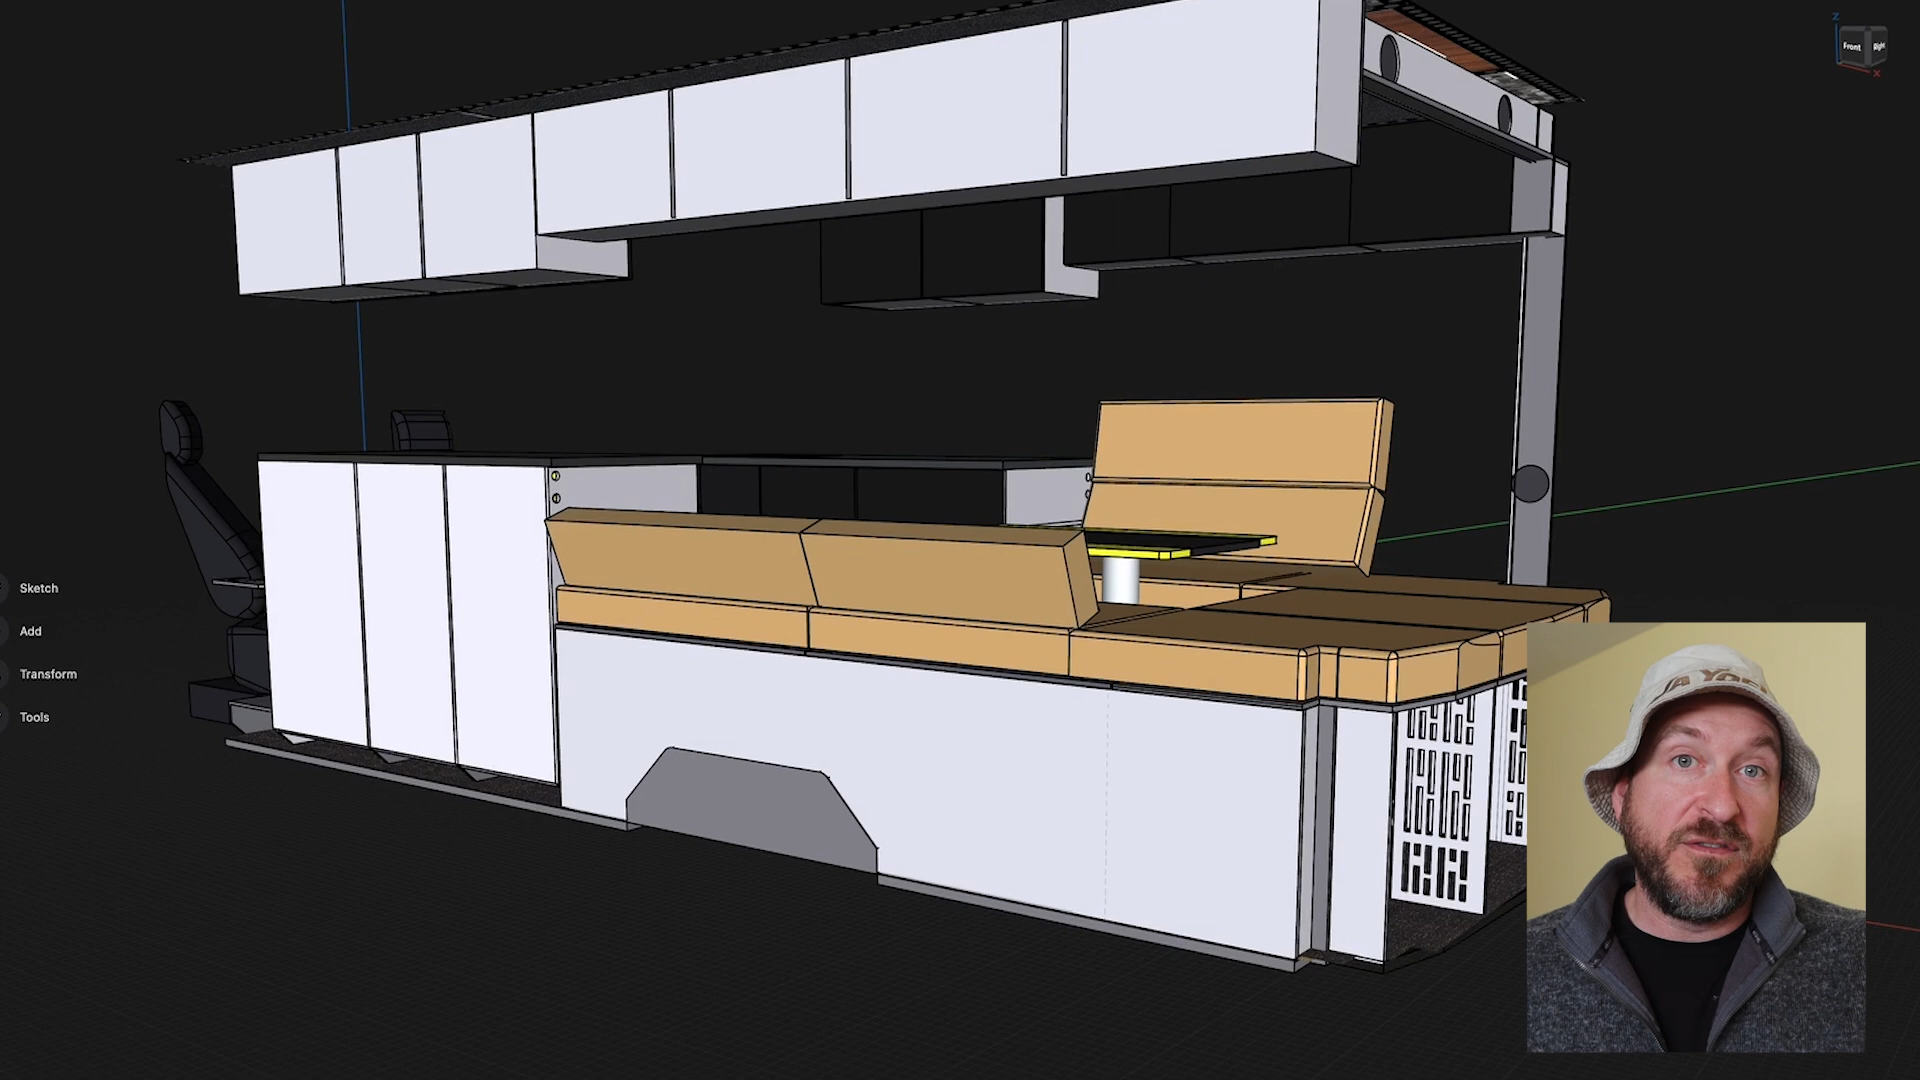 Front
Right
Z
X
Sketch
Add
Transform
Tools